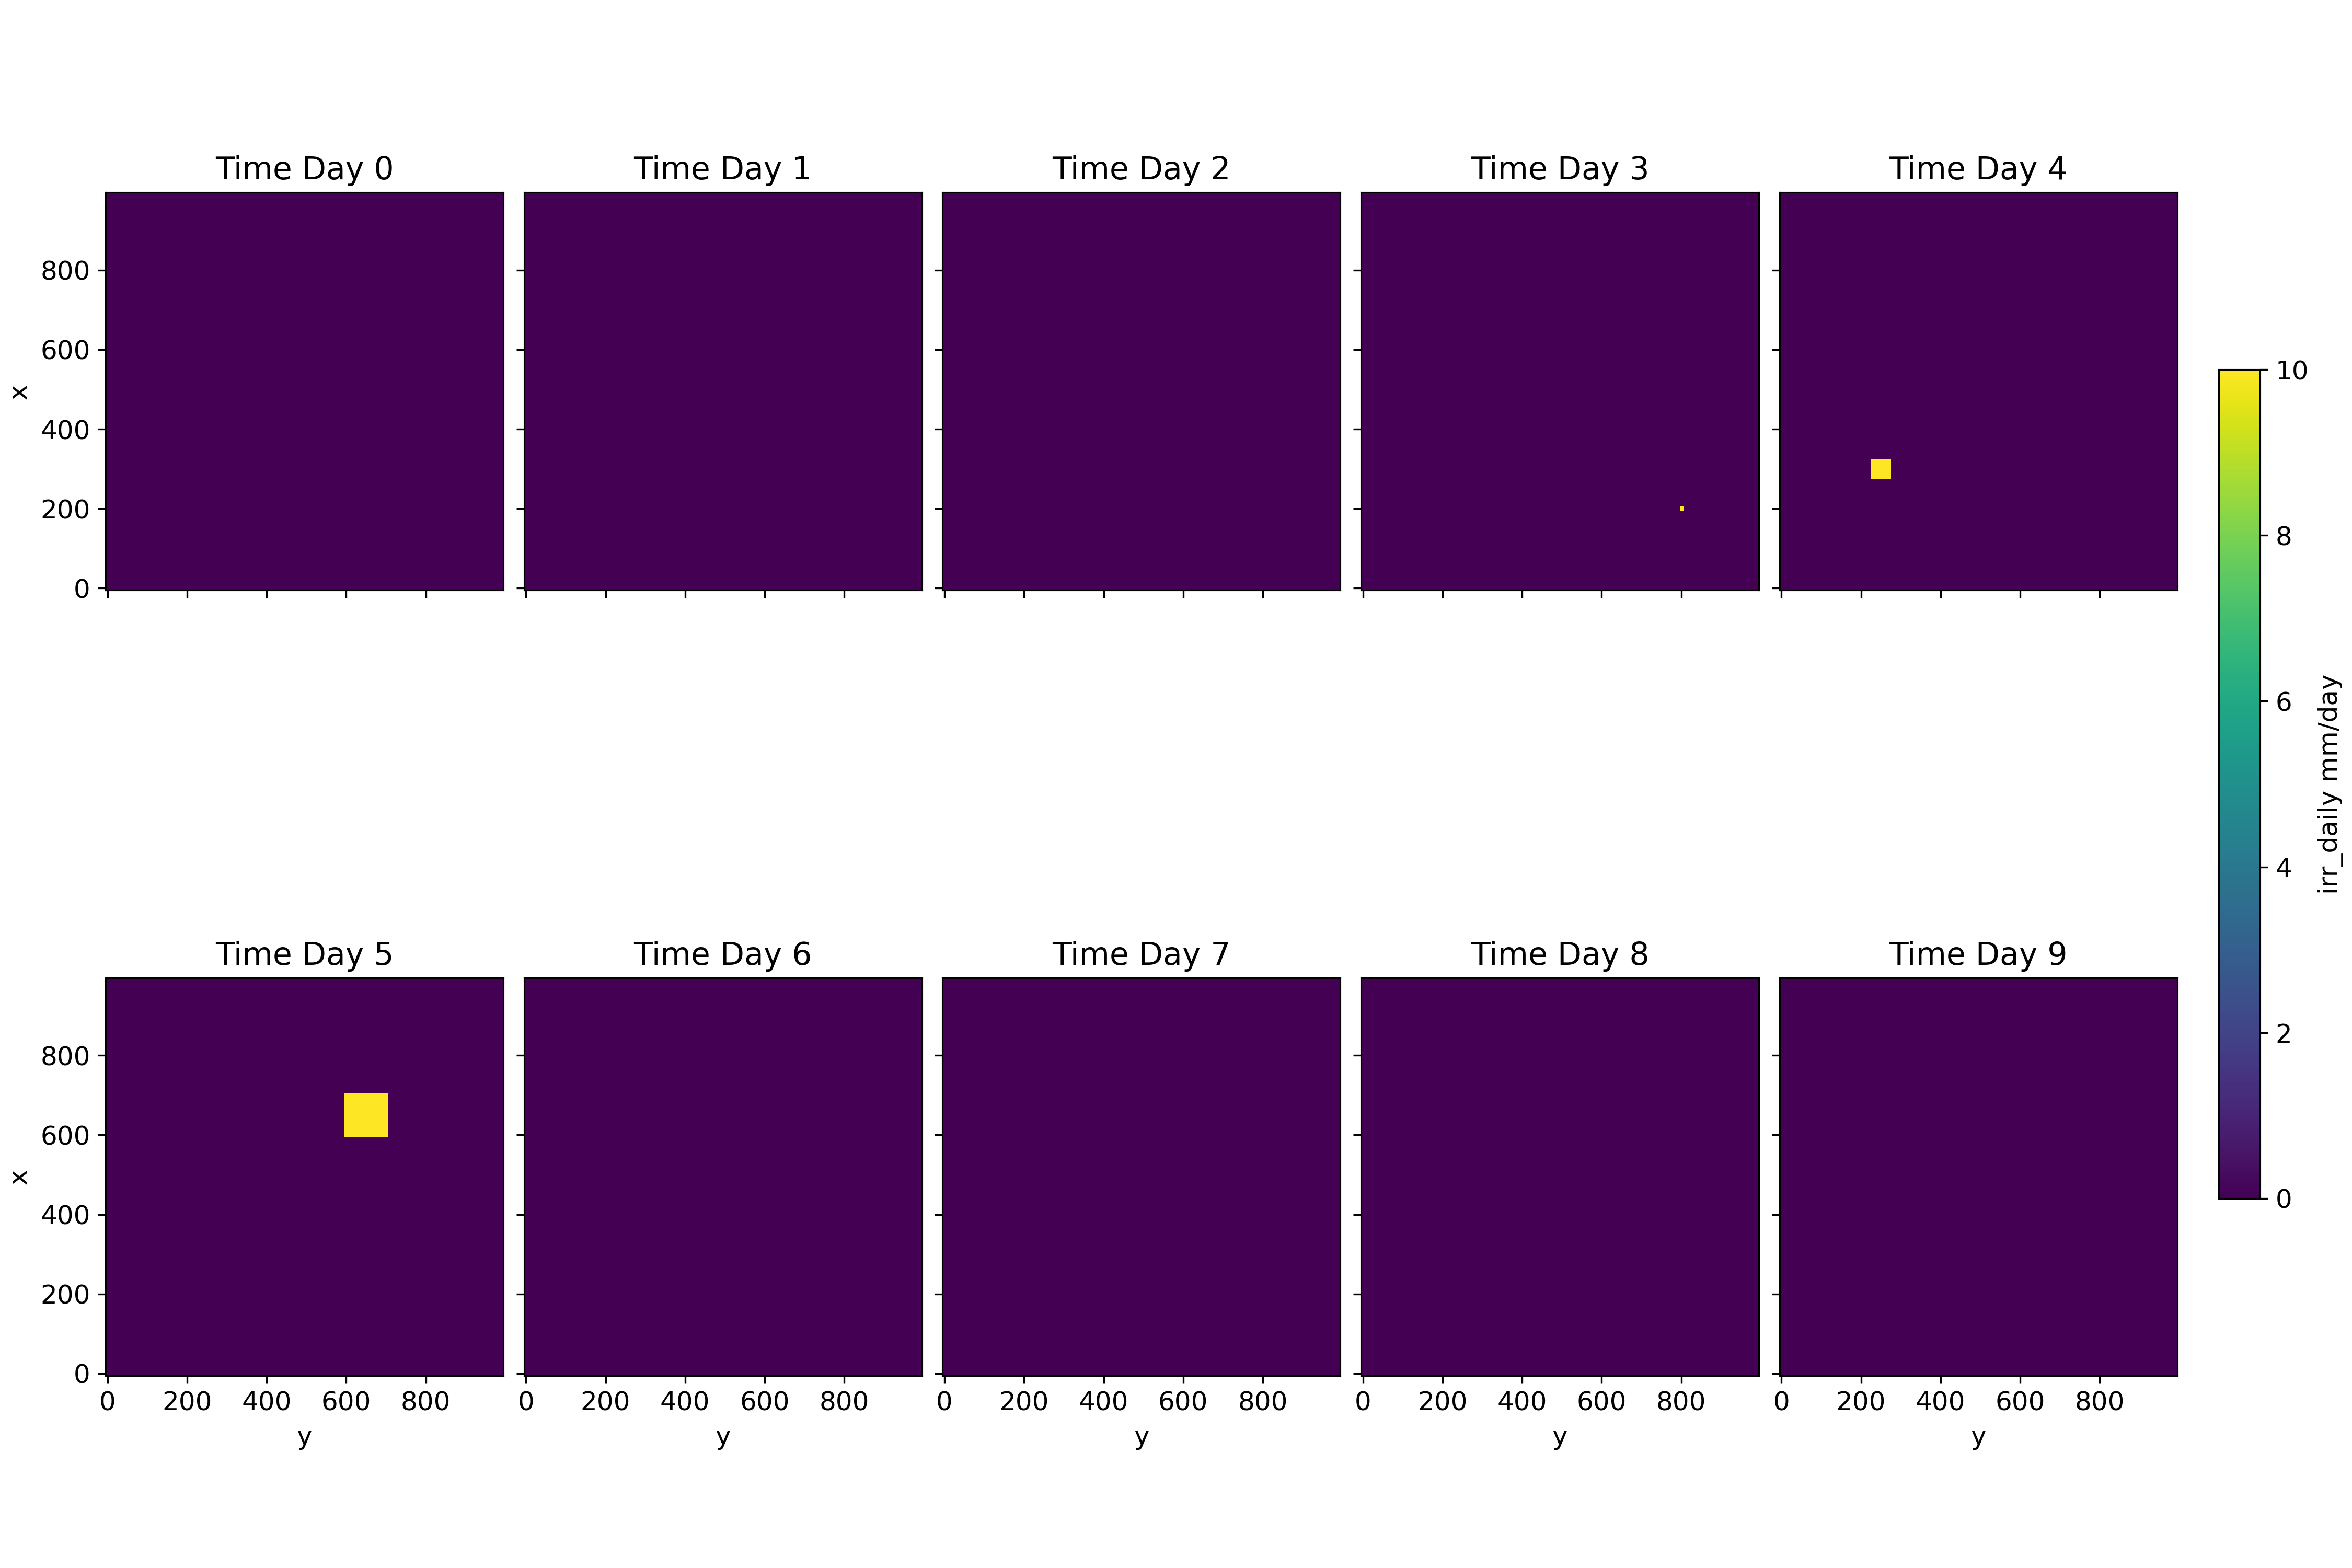 Time Day 0
Time Day 1
Time Day 2
Time Day 3
Time Day 4
800
600
400
200
0
x
10
8
6
4
2
0
irr_daily mm/day
Time Day 5
Time Day 6
Time Day 7
Time Day 8
Time Day 9
800
600
400
200
0
x
0 200 400 600 800
0 200 400 600 800
0 200 400 600 800
0 200 400 600 800
0 200 400 600 800
y
y
y
y
y